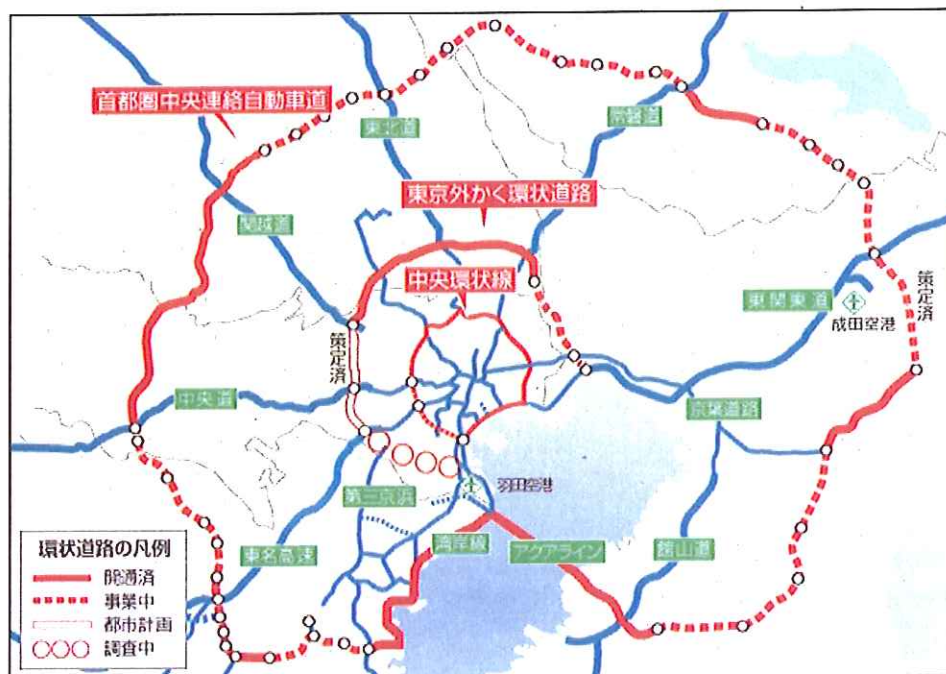 首都圏中央連絡自動車道
東北道
常磐道
東京外かく環状道路
関越道
中央環状線
東関東道
成田空港
策定済
策定済
中央道
京葉道路
第三京浜
羽田空港
東名高速
湾岸線
アクアライン
館山道
環状道路の凡例
開通済
事業中
都市計画
調査中